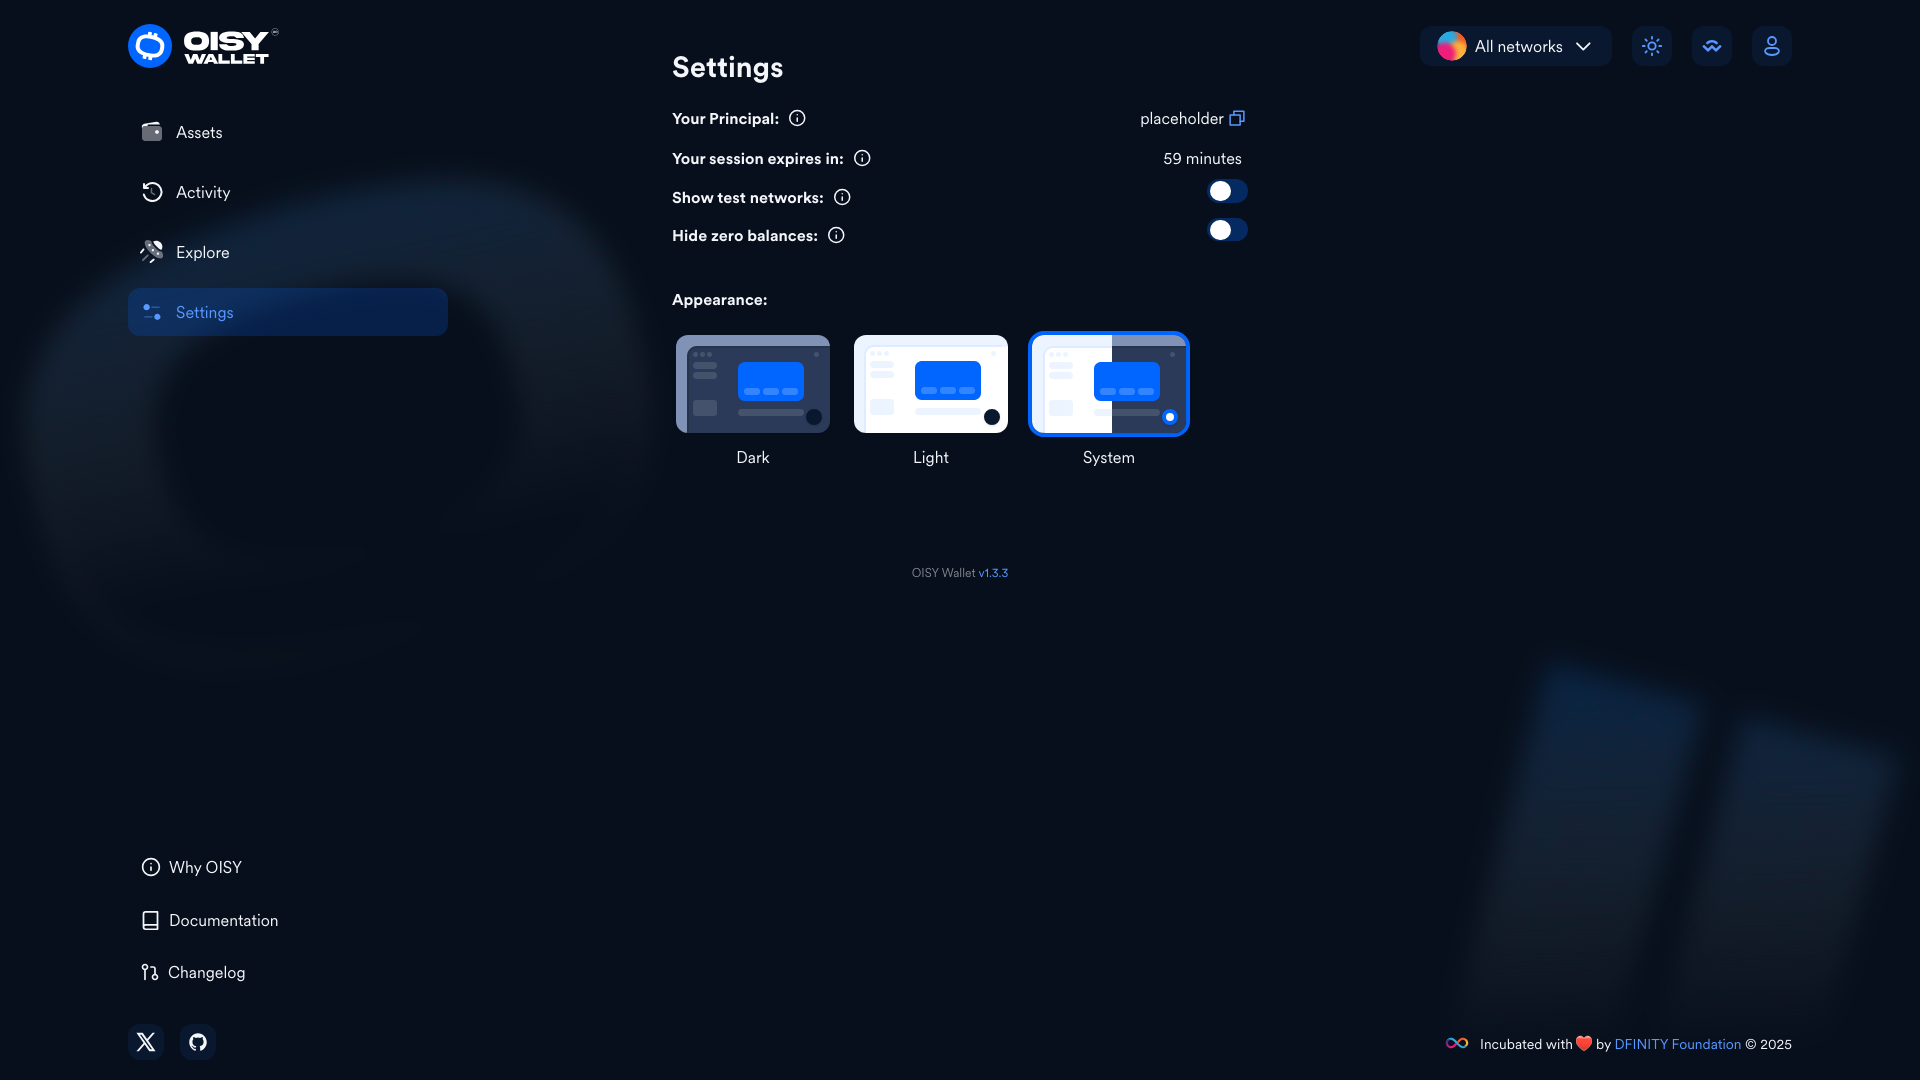 OISY
WALLET
Assets
Activity
Explore
Settings
Why OISY
Documentation
Changelog
Settings
Your Principal:
placeholder
Your session expires in:
59 minutes
Show test networks:
Hide zero balances:
Appearance:
Dark
Light
System
OISY Wallet v1.3.3
All networks
Incubated with ❤️ by DFINITY Foundation © 2025